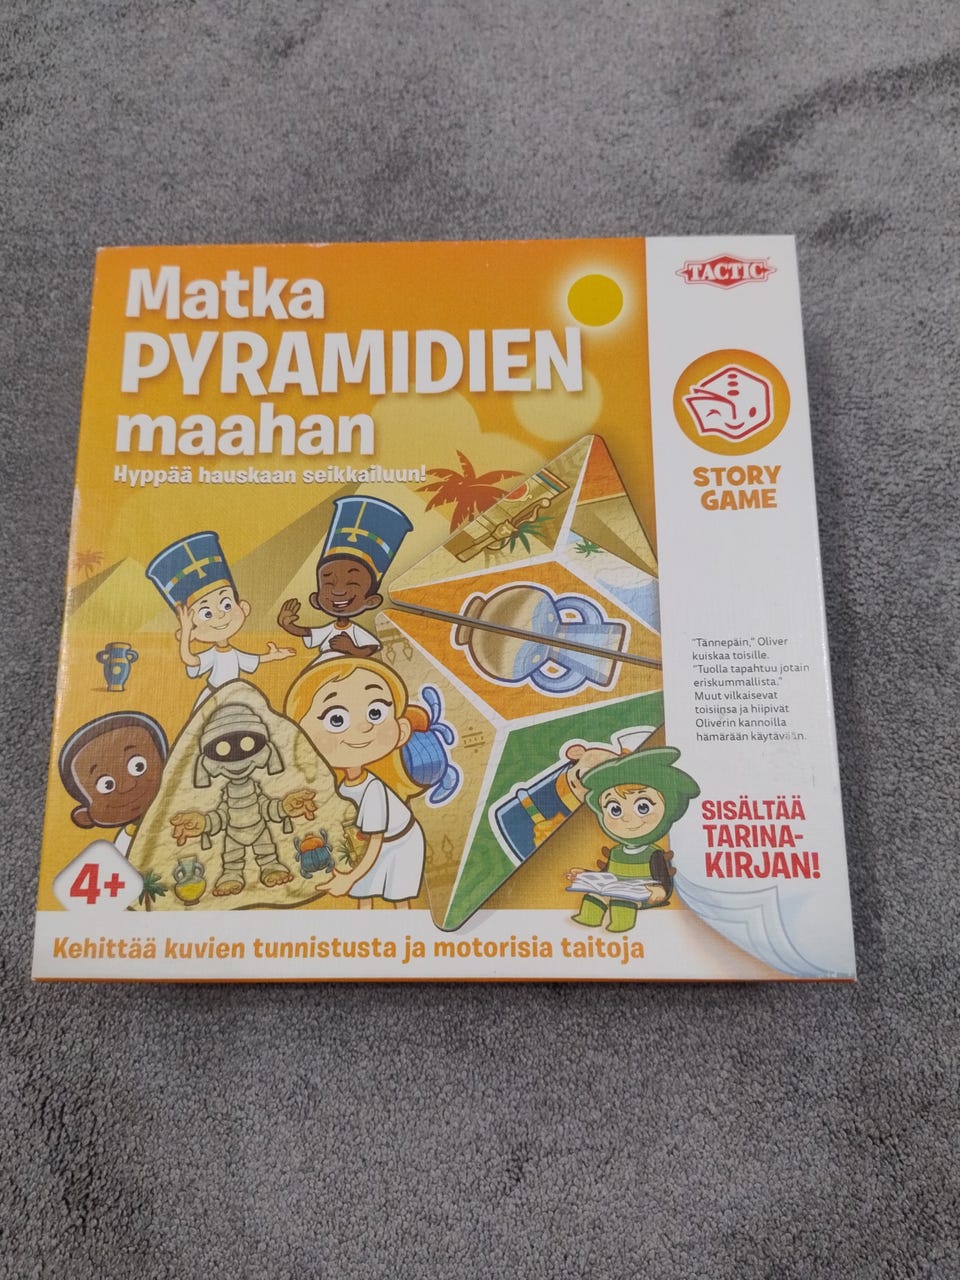 Matka
PYRAMIDIEN
maahan
Hyppää hauskaan seikkailuun!
TACTIC
STORY
GAME
"Tännepäin," Oliver
kuiskaa toisille.
"Tuolla tapahtuu jotain
eriskummallista."
Muut vilkaisevat
toisiinsa ja hiipivät
Oliverin kannoilla
hämärään käytävään.
SISÄLTÄÄ
TARINA-
KIRJAN!
4+
Kehittää kuvien tunnistusta ja motorisia taitoja